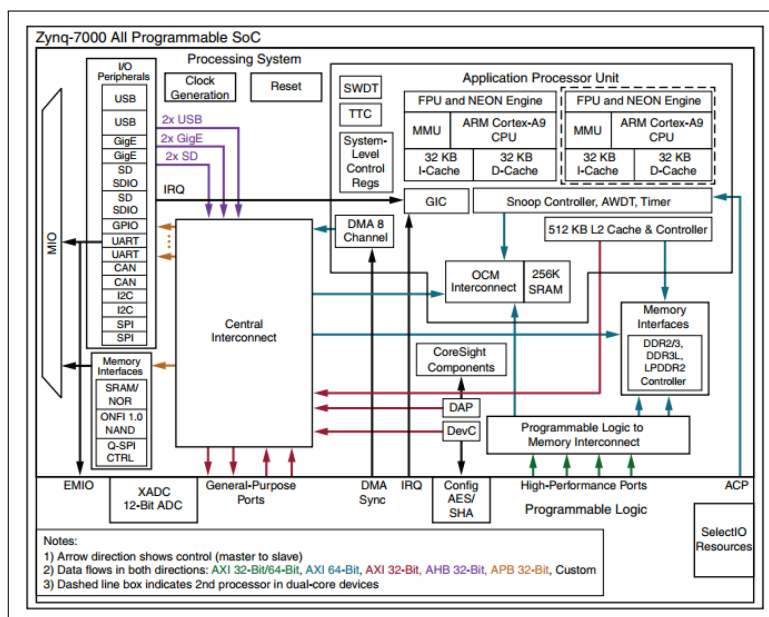 Zynq-7000 All Programmable SoC
I/O
Peripherals
USB
USB
GigE
GigE
SD
SDIO
SD
SDIO
GPIO
UART
UART
CAN
CAN
I2C
I2C
SPI
SPI
MIO
Memory
Interfaces
SRAM/
NOR
ONFI 1.0
NAND
Q-SPI
CTRL
Processing System
Clock
Generation
Reset
2x USB
2x GigE
2x SD
IRQ
Central
Interconnect
SWDT
TTC
System-
Level
Control
Regs
DMA 8
Channel
Application Processor Unit
FPU and NEON Engine
MMU
ARM Cortex-A9
CPU
32 KB
I-Cache
32 KB
D-Cache
FPU and NEON Engine
MMU
ARM Cortex-A9
CPU
32 KB
I-Cache
32 KB
D-Cache
GIC
Snoop Controller, AWDT, Timer
512 KB L2 Cache & Controller
OCM
Interconnect
256K
SRAM
Memory
Interfaces
DDR2/3,
DDR3L,
LPDDR2
Controller
CoreSight
Components
DAP
DevC
Programmable Logic to
Memory Interconnect
EMIO
XADC
12-Bit ADC
General-Purpose
Ports
DMA
Sync
IRQ
Config
AES/
SHA
High-Performance Ports
ACP
Programmable Logic
SelectIO
Resources
Notes:
1) Arrow direction shows control (master to slave)
2) Data flows in both directions: AXI 32-Bit/64-Bit, AXI 64-Bit, AXI 32-Bit, AHB 32-Bit, APB 32-Bit, Custom
3) Dashed line box indicates 2nd processor in dual-core devices